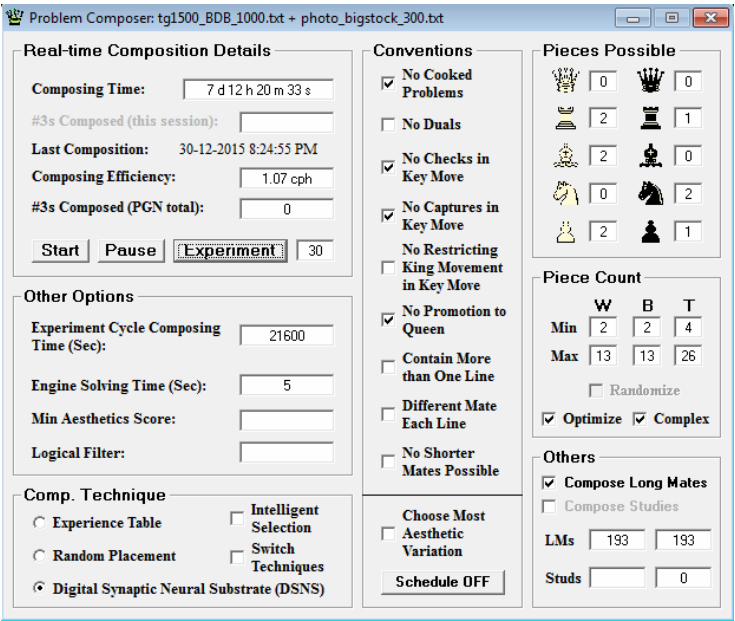 Problem Composer: tg1500_BDB_1000.txt + photo_bigstock_300.txt
Real-time Composition Details
Composing Time: 7 d 12 h 20 m 33 s
#3s Composed (this session):
Last Composition: 30-12-2015 8:24:55 PM
Composing Efficiency: 1.07 cph
#3s Composed (PGN total): 0
Start Pause Experiment 30
Other Options
Experiment Cycle Composing
Time (Sec): 21600
Engine Solving Time (Sec): 5
Min Aesthetics Score:
Logical Filter:
Comp. Technique
Experience Table
Random Placement
Digital Synaptic Neural Substrate (DSNS)
Intelligent
Selection
Switch
Techniques
Conventions
No Cooked
Problems
No Duals
No Checks in
Key Move
No Captures in
Key Move
No Restricting
King Movement
in Key Move
No Promotion to
Queen
Contain More
than One Line
Different Mate
Each Line
No Shorter
Mates Possible
Choose Most
Aesthetic
Variation
Schedule OFF
Pieces Possible
0 0
2 1
2 0
0 2
2 1
Piece Count
W B T
Min 2 2 4
Max 13 13 26
Randomize
Optimize Complex
Others
Compose Long Mates
Compose Studies
LMs 193 193
Studs 0